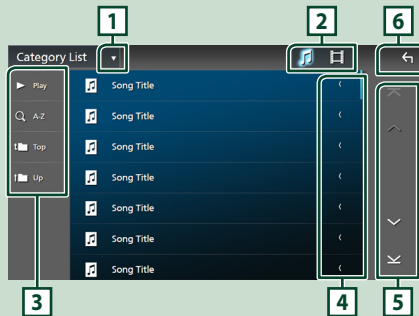 1
2
6
Category List
Play
Song Title
A-Z
Song Title
Top
Song Title
Up
Song Title
Song Title
Song Title
Song Title
3
4
5